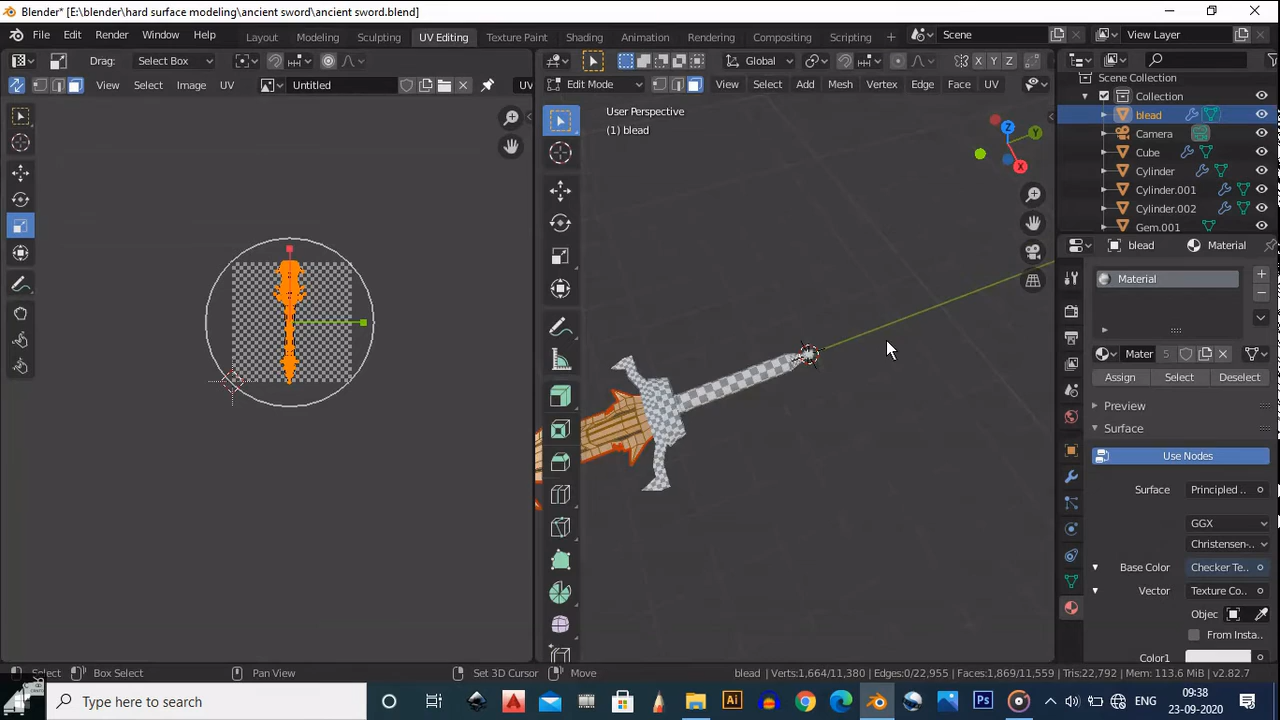 Blender* [E:\blender\hard surface modeling\ancient sword\ancient sword.blend]
File Edit Render Window Help Layout Modeling Sculpting UV Editing Texture Paint Shading Animation Rendering Compositing Scripting + Scene View Layer
Drag: Select Box Global X Y Z
View Select Image UV Untitled UV Edit Mode View Select Add Mesh Vertex Edge Face UV
User Perspective
(1) blead
Z Y X
Scene Collection
Collection
blead
Camera
Cube
Cylinder
Cylinder.001
Cylinder.002
Gem.001
blead Material
Material
Mater 5
Assign Select Deselect
Preview
Surface
Use Nodes
Surface Principled ..
GGX
Christensen-..
Base Color Checker Te..
Vector Texture Co..
Objec
From Insta..
Color1
Select Box Select Pan View Set 3D Cursor Move blead | Verts:1,664/11,380 | Edges:0/22,955 | Faces:1,869/11,559 | Tris:22,792 | Mem: 113.6 MiB | v2.82.7
Type here to search Ai Ps ENG 09:38
23-09-2020